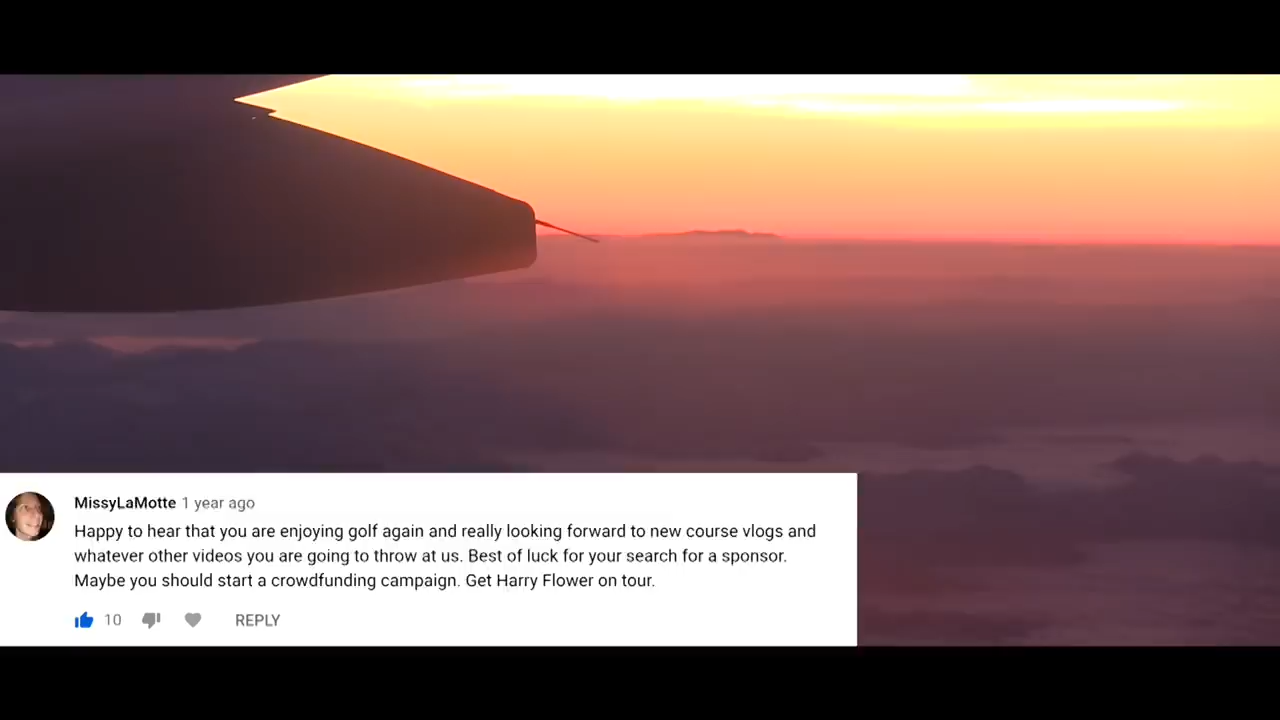 MissyLaMotte 1 year ago
Happy to hear that you are enjoying golf again and really looking forward to new course vlogs and
whatever other videos you are going to throw at us. Best of luck for your search for a sponsor.
Maybe you should start a crowdfunding campaign. Get Harry Flower on tour.
10 REPLY